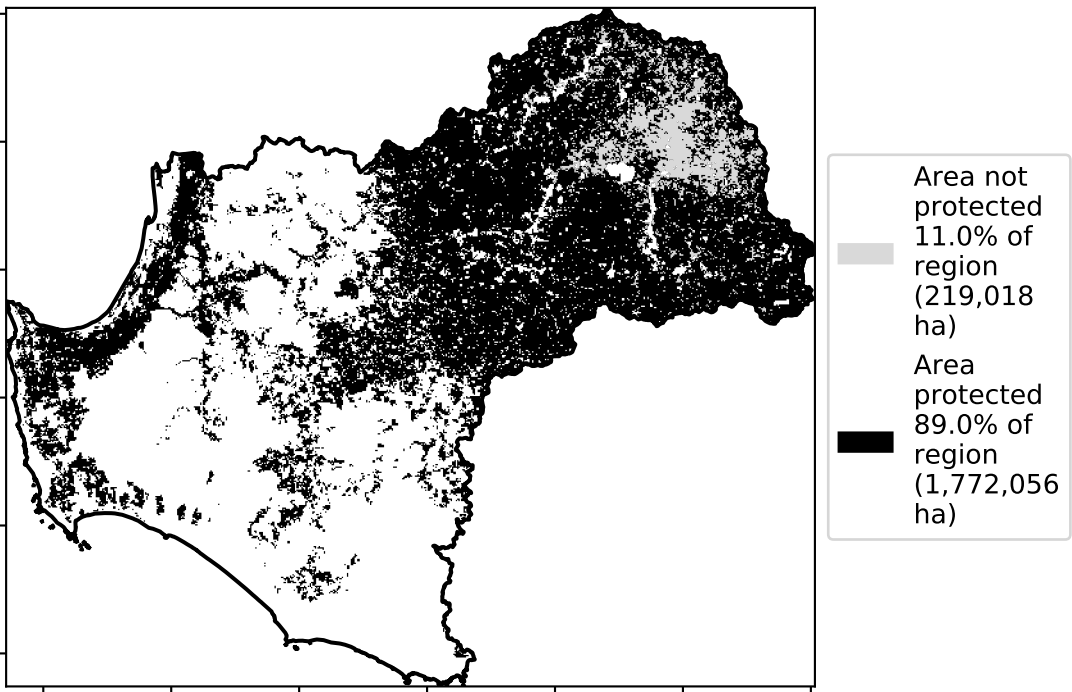 Area not
protected
11.0% of
region
(219,018
ha)
Area
protected
89.0% of
region
(1,772,056
ha)